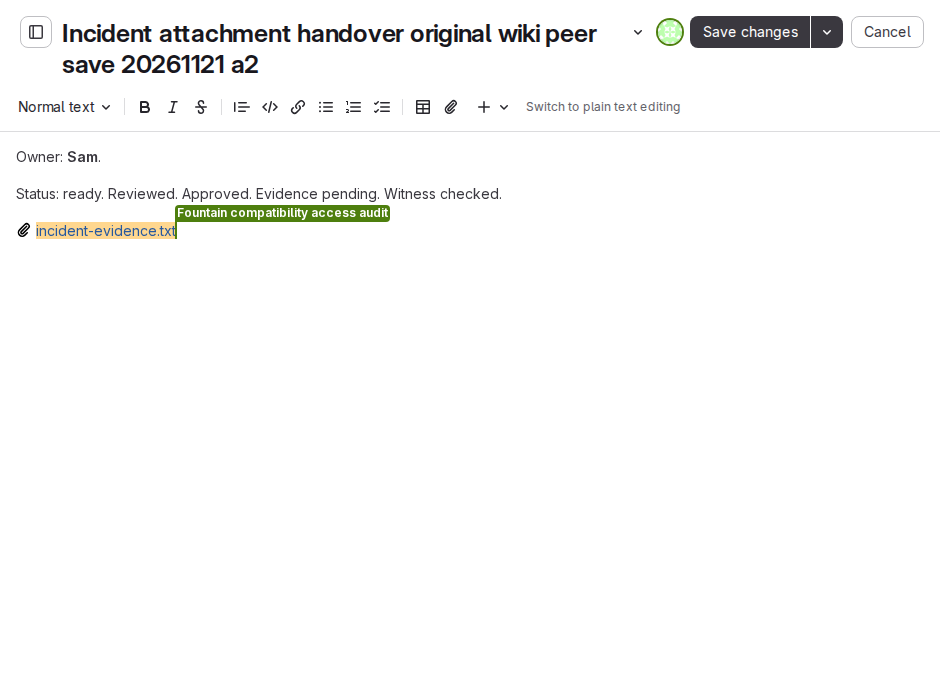 Incident attachment handover original wiki peer
save 20261121 a2
Save changes
Cancel
Normal text
Switch to plain text editing
Owner: Sam.
Status: ready. Reviewed. Approved. Evidence pending. Witness checked.
Fountain compatibility access audit
incident-evidence.txt